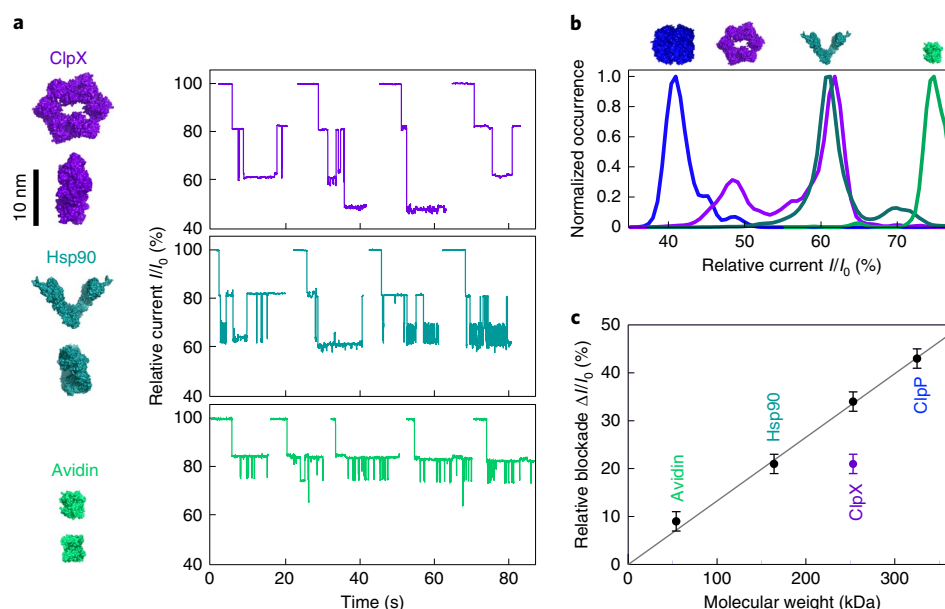 a
ClpX
10 nm
Hsp90
Avidin
Relative current I/I0 (%)
100
80
60
40
100
80
60
40
100
80
60
40
0
20
40
60
80
Time (s)
b
Normalized occurrence
1.0
0.8
0.6
0.4
0.2
0
40
50
60
70
Relative current I/I0 (%)
c
Relative blockade ΔI/I0 (%)
50
40
30
20
10
0
Avidin
Hsp90
ClpX
ClpP
0
100
200
300
Molecular weight (kDa)